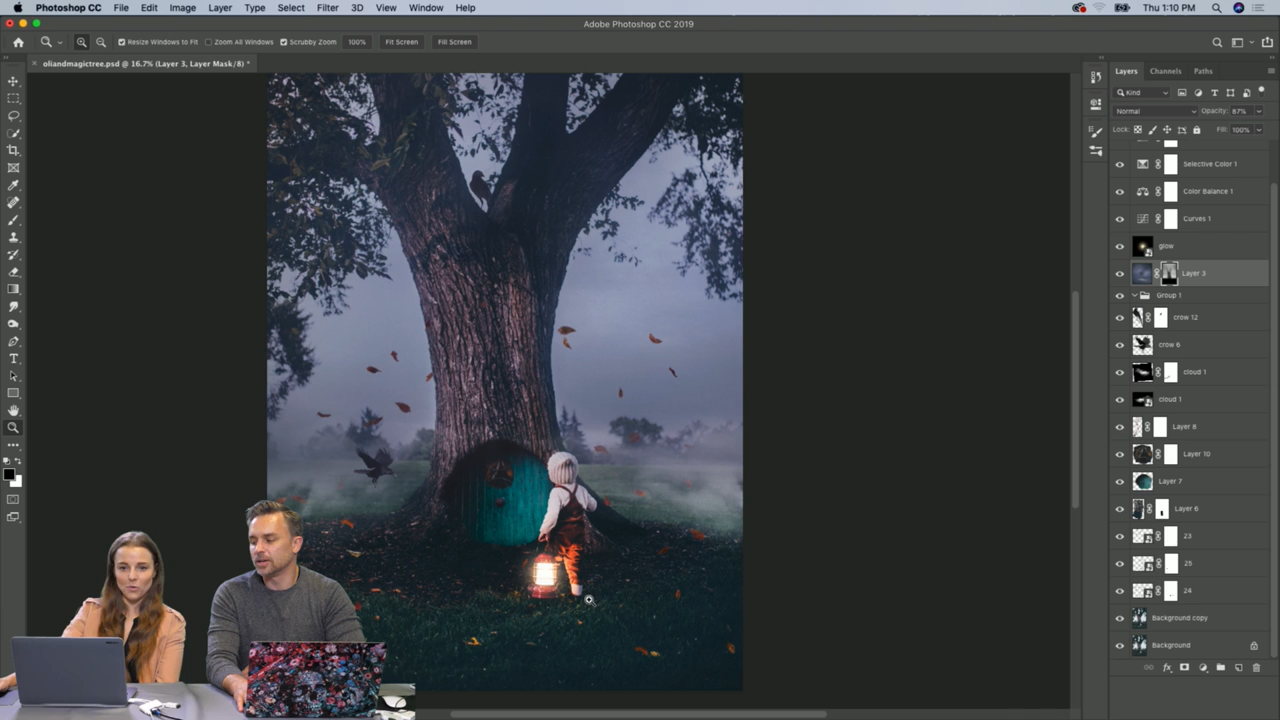 Photoshop CC File Edit Image Layer Type Select Filter 3D View Window Help Thu 1:10 PM
Adobe Photoshop CC 2019
Resize Windows to Fit Zoom All Windows Scrubby Zoom 100% Fit Screen Fill Screen
oliandmagictree.psd @ 16.7% (Layer 3, Layer Mask/8) *
Layers Channels Paths
Kind
Normal Opacity: 87%
Lock: Fill: 100%
Selective Color 1
Color Balance 1
Curves 1
glow
Layer 3
Group 1
crow 12
crow 6
cloud 1
cloud 1
Layer 8
Layer 10
Layer 7
Layer 6
23
25
24
Background copy
Background